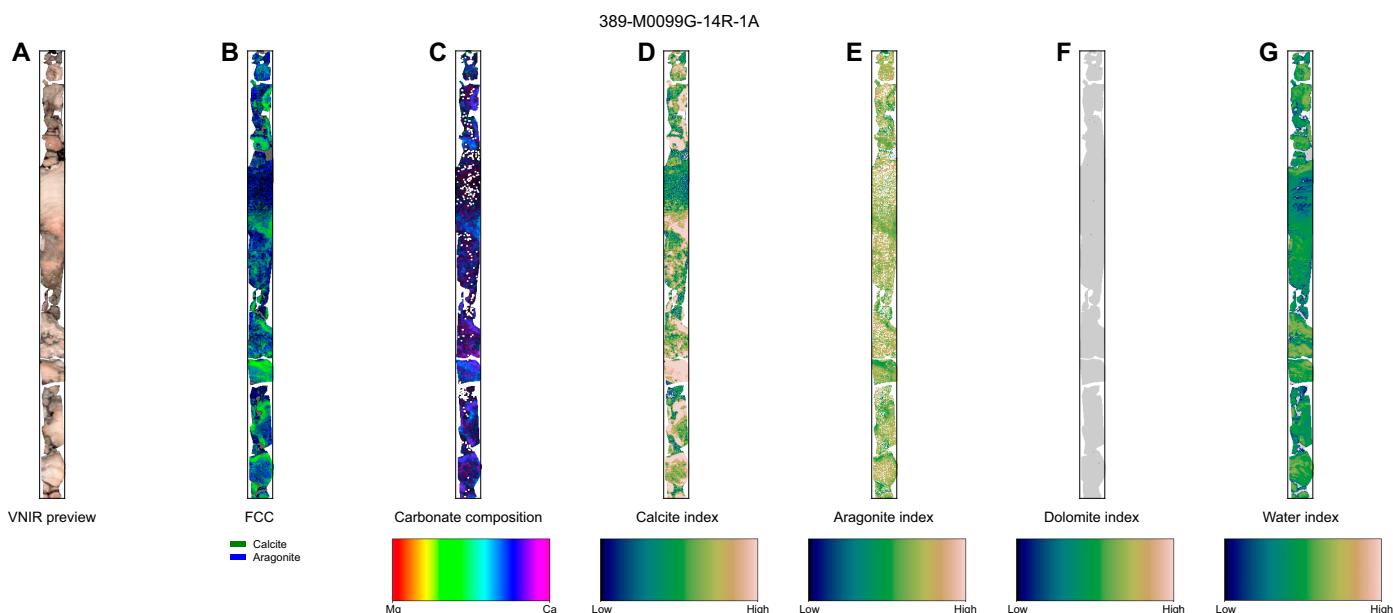 389-M0099G-14R-1A
A B C D E F G
VNIR preview FCC Carbonate composition Calcite index Aragonite index Dolomite index Water index
Calcite
Aragonite
Mg Ca Low High Low High Low High Low High